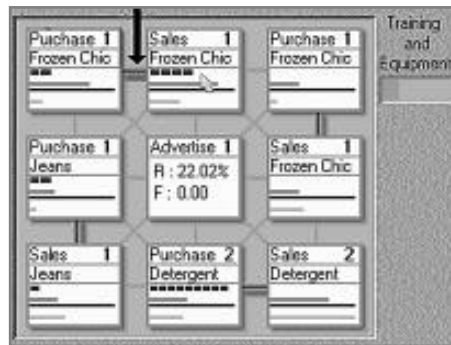 Purchase 1
Frozen Chic
Sales 1
Frozen Chic
Purchase 1
Frozen Chic
Training
and
Equipment
Purchase 1
Jeans
Advertise 1
R : 22.02%
F : 0.00
Sales 1
Frozen Chic
Sales 1
Jeans
Purchase 2
Detergent
Sales 2
Detergent